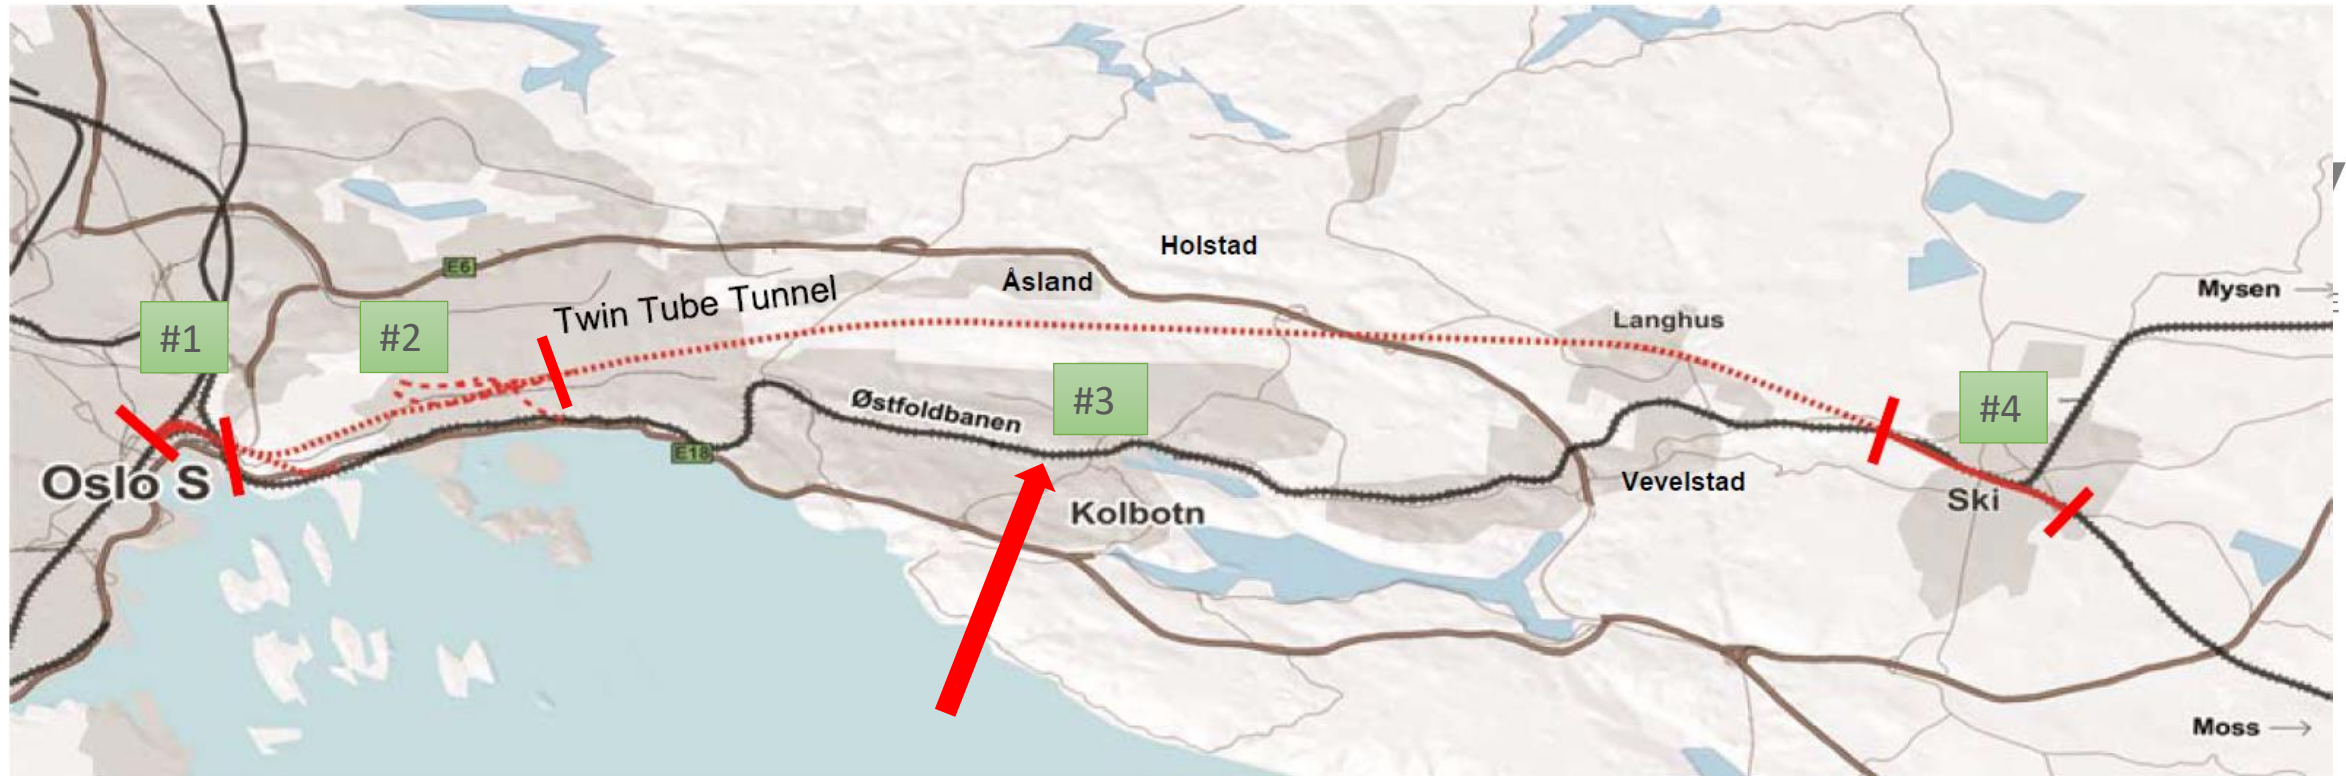 E6
Holstad
Åsland
Mysen
Twin Tube Tunnel
#1
#2
Langhus
Østfoldbanen
#3
#4
E18
Oslo S
Vevelstad
Ski
Kolbotn
Moss